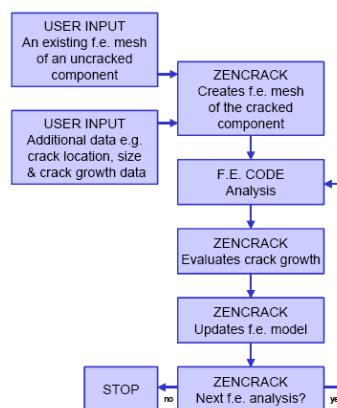 USER INPUT
An existing f.e. mesh
of an uncracked
component
ZENCRACK
Creates f.e. mesh
of the cracked
component
USER INPUT
Additional data e.g.
crack location, size
& crack growth data
F.E. CODE
Analysis
ZENCRACK
Evaluates crack growth
ZENCRACK
Updates f.e. model
STOP
no
ZENCRACK
Next f.e. analysis?